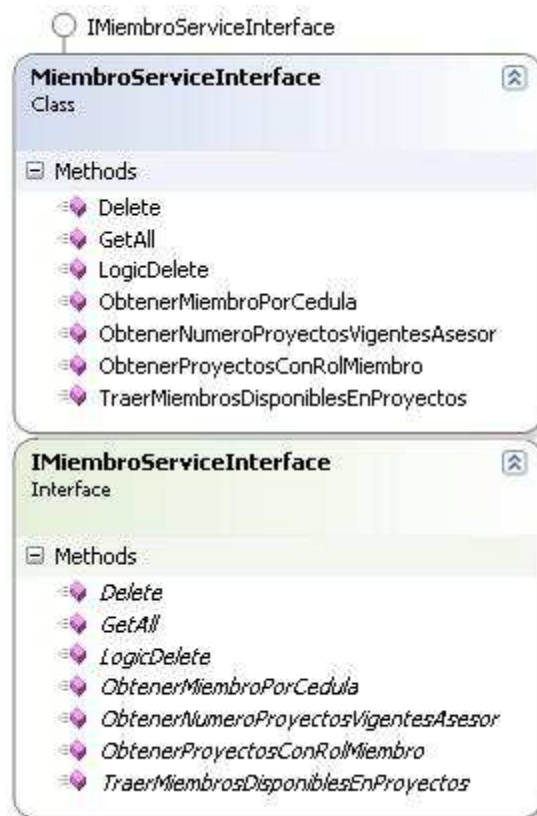 IMiembroServiceInterface
MiembroServiceInterface
Class
Methods
Delete
GetAll
LogicDelete
ObtenerMiembroPorCedula
ObtenerNumeroProyectosVigentesAsesor
ObtenerProyectosConRolMiembro
TraerMiembrosDisponiblesEnProyectos
IMiembroServiceInterface
Interface
Methods
Delete
GetAll
LogicDelete
ObtenerMiembroPorCedula
ObtenerNumeroProyectosVigentesAsesor
ObtenerProyectosConRolMiembro
TraerMiembrosDisponiblesEnProyectos